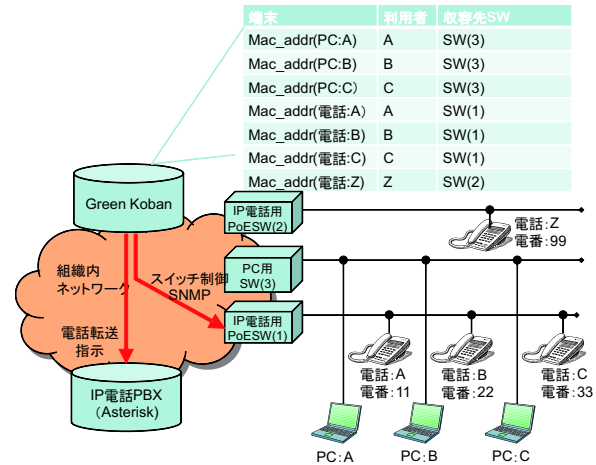 端末 利用者 収容先SW
Mac_addr(PC:A) A SW(3)
Mac_addr(PC:B) B SW(3)
Mac_addr(PC:C) C SW(3)
Mac_addr(電話:A) A SW(1)
Mac_addr(電話:B) B SW(1)
Mac_addr(電話:C) C SW(1)
Mac_addr(電話:Z) Z SW(2)
Green Koban
IP電話用
PoESW(2)
電話:Z
電番:99
組織内
ネットワーク
スイッチ制御
SNMP
PC用
SW(3)
IP電話用
PoESW(1)
電話転送
指示
IP電話PBX
(Asterisk)
電話:A
電番:11
電話:B
電番:22
電話:C
電番:33
PC:A
PC:B
PC:C